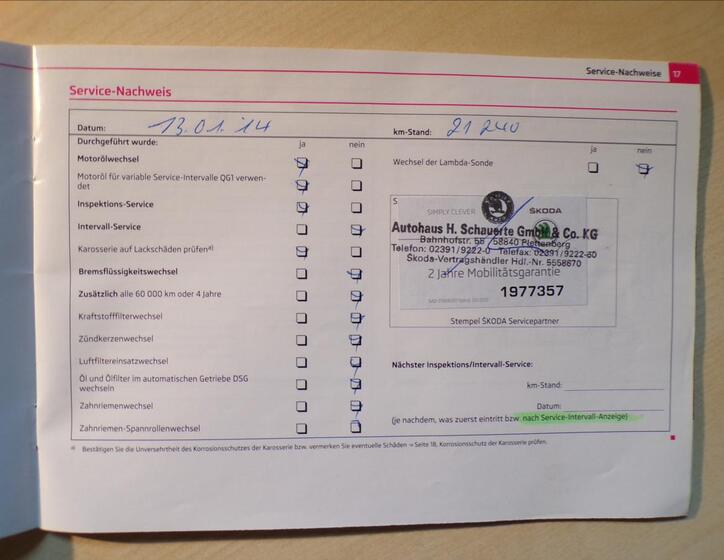 Service-Nachweise 17
Service-Nachweis
Datum: 13.01.'14 km-Stand: 21 240
Durchgeführt wurde: ja nein
Motorölwechsel
Motoröl für variable Service-Intervalle QG1 verwen-
det
Inspektions-Service
Intervall-Service
Karosserie auf Lackschäden prüfen a)
Bremsflüssigkeitswechsel
Zusätzlich alle 60 000 km oder 4 Jahre
Kraftstofffilterwechsel
Zündkerzenwechsel
Luftfiltereinsatzwechsel
Öl und Ölfilter im automatischen Getriebe DSG
wechseln
Zahnriemenwechsel
Zahnriemen-Spannrollenwechsel
ja nein
Wechsel der Lambda-Sonde
S
SIMPLY CLEVER ŠKODA
Autohaus H. Schauerte GmbH & Co. KG
Bahnhofstr. 55 / 58840 Plettenberg
Telefon: 02391/9222-0 Telefax: 02391/9222-60
Skoda-Vertragshändler Hdl.-Nr. 5558670
2 Jahre Mobilitätsgarantie
1977357
Stempel ŠKODA Servicepartner
Nächster Inspektions/Intervall-Service:
km-Stand:
Datum:
(je nachdem, was zuerst eintritt bzw. nach Service-Intervall-Anzeige)
a) Bestätigen Sie die Unversehrtheit des Korrosionsschutzes der Karosserie bzw. vermerken Sie eventuelle Schäden → Seite 18, Korrosionsschutz der Karosserie prüfen.